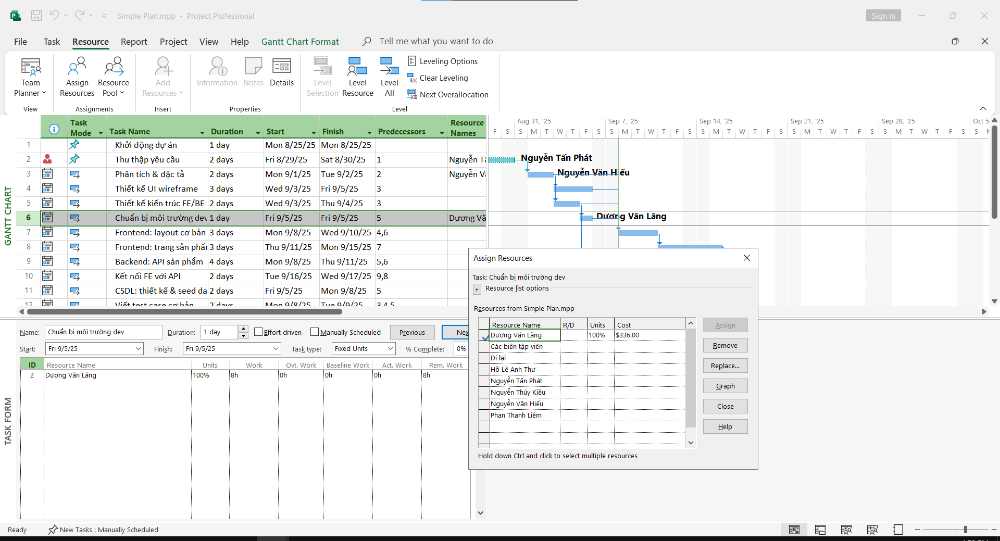 Simple Plan.mpp - Project Professional
Sign in
File Task Resource Report Project View Help Gantt Chart Format Tell me what you want to do
Team Planner
Assign Resources
Resource Pool
Add Resources
Information
Notes
Details
Level Selection
Level Resource
Level All
Leveling Options
Clear Leveling
Next Overallocation
View Assignments Insert Properties Level
GANTT CHART
Task Mode Task Name Duration Start Finish Predecessors Resource Names
1 Khởi động dự án 1 day Mon 8/25/25 Mon 8/25/25
2 Thu thập yêu cầu 2 days Fri 8/29/25 Sat 8/30/25 1 Nguyễn Tấ
3 Phân tích & đặc tả 2 days Mon 9/1/25 Tue 9/2/25 2 Nguyễn Vă
4 Thiết kế UI wireframe 3 days Wed 9/3/25 Fri 9/5/25 3
5 Thiết kế kiến trúc FE/BE 2 days Wed 9/3/25 Thu 9/4/25 3
6 Chuẩn bị môi trường dev 1 day Fri 9/5/25 Fri 9/5/25 5 Dương Vă
7 Frontend: layout cơ bản 3 days Mon 9/8/25 Wed 9/10/25 4,6
8 Frontend: trang sản phẩm 3 days Thu 9/11/25 Mon 9/15/25 7
9 Backend: API sản phẩm 4 days Mon 9/8/25 Thu 9/11/25 5,6
10 Kết nối FE với API 2 days Tue 9/16/25 Wed 9/17/25 9,8
11 CSDL: thiết kế & seed da 2 days Fri 9/5/25 Mon 9/8/25 5
12 Viết test case cơ bản 2 days Mon 9/8/25 Tue 9/9/25 3,4,5
Aug 31, '25 Sep 7, '25 Sep 14, '25 Sep 21, '25 Sep 28, '25 Oct 5
F S S M T W T F S S M T W T F S S M T W T F S S M T W T F S S M T W T F S S M
Nguyễn Tấn Phát
Nguyễn Văn Hiếu
Dương Văn Lăng
TASK FORM
Name: Chuẩn bị môi trường dev Duration: 1 day Effort driven Manually Scheduled Previous Nex
Start: Fri 9/5/25 Finish: Fri 9/5/25 Task type: Fixed Units % Complete: 0%
ID Resource Name Units Work Ovt. Work Baseline Work Act. Work Rem. Work
2 Dương Văn Lăng 100% 8h 0h 0h 0h 8h
Assign Resources
Task: Chuẩn bị môi trường dev
+ Resource list options
Resources from Simple Plan.mpp
Resource Name R/D Units Cost
Dương Văn Lăng 100% $336.00
Các biên tập viên
Đi lại
Hồ Lê Anh Thư
Nguyễn Tấn Phát
Nguyễn Thúy Kiều
Nguyễn Văn Hiếu
Phan Thanh Liêm
Assign
Remove
Replace...
Graph
Close
Help
Hold down Ctrl and click to select multiple resources
Ready New Tasks : Manually Scheduled